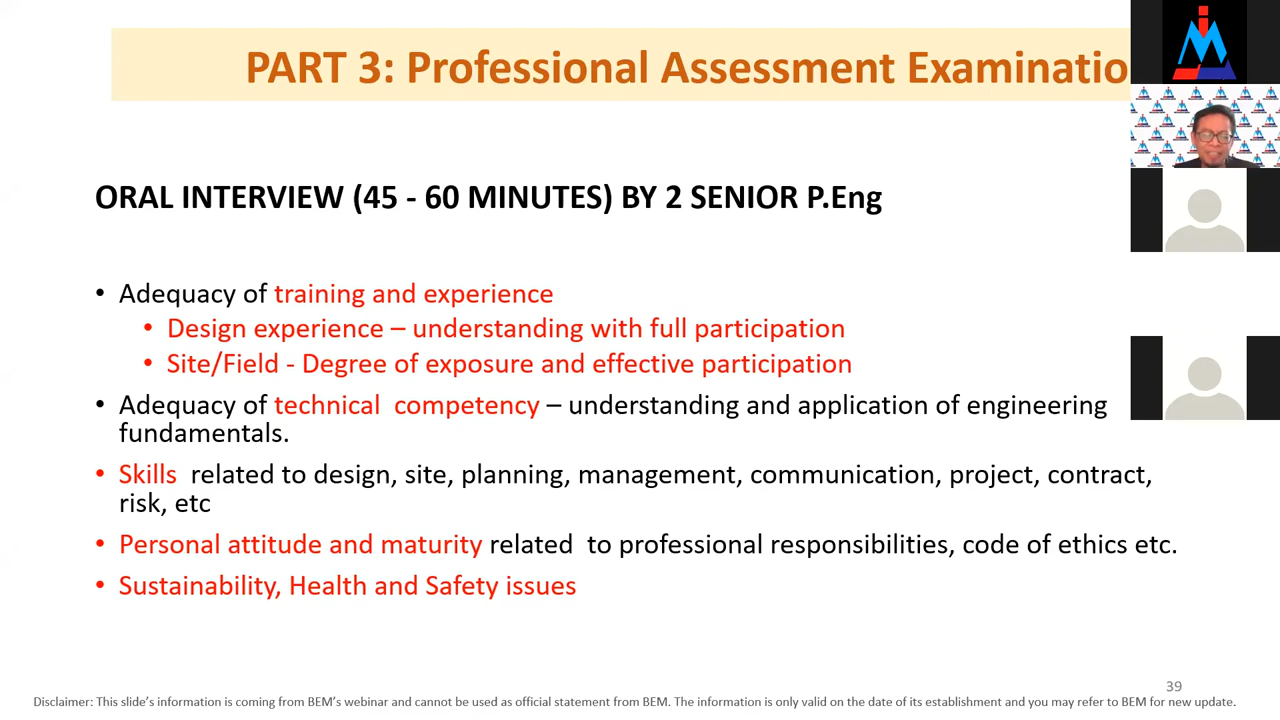 PART 3: Professional Assessment Examinatio
ORAL INTERVIEW (45 - 60 MINUTES) BY 2 SENIOR P.Eng
• Adequacy of training and experience
• Design experience – understanding with full participation
• Site/Field - Degree of exposure and effective participation
• Adequacy of technical competency – understanding and application of engineering
fundamentals.
• Skills related to design, site, planning, management, communication, project, contract,
risk, etc
• Personal attitude and maturity related to professional responsibilities, code of ethics etc.
• Sustainability, Health and Safety issues
39
Disclaimer: This slide's information is coming from BEM's webinar and cannot be used as official statement from BEM. The information is only valid on the date of its establishment and you may refer to BEM for new update.